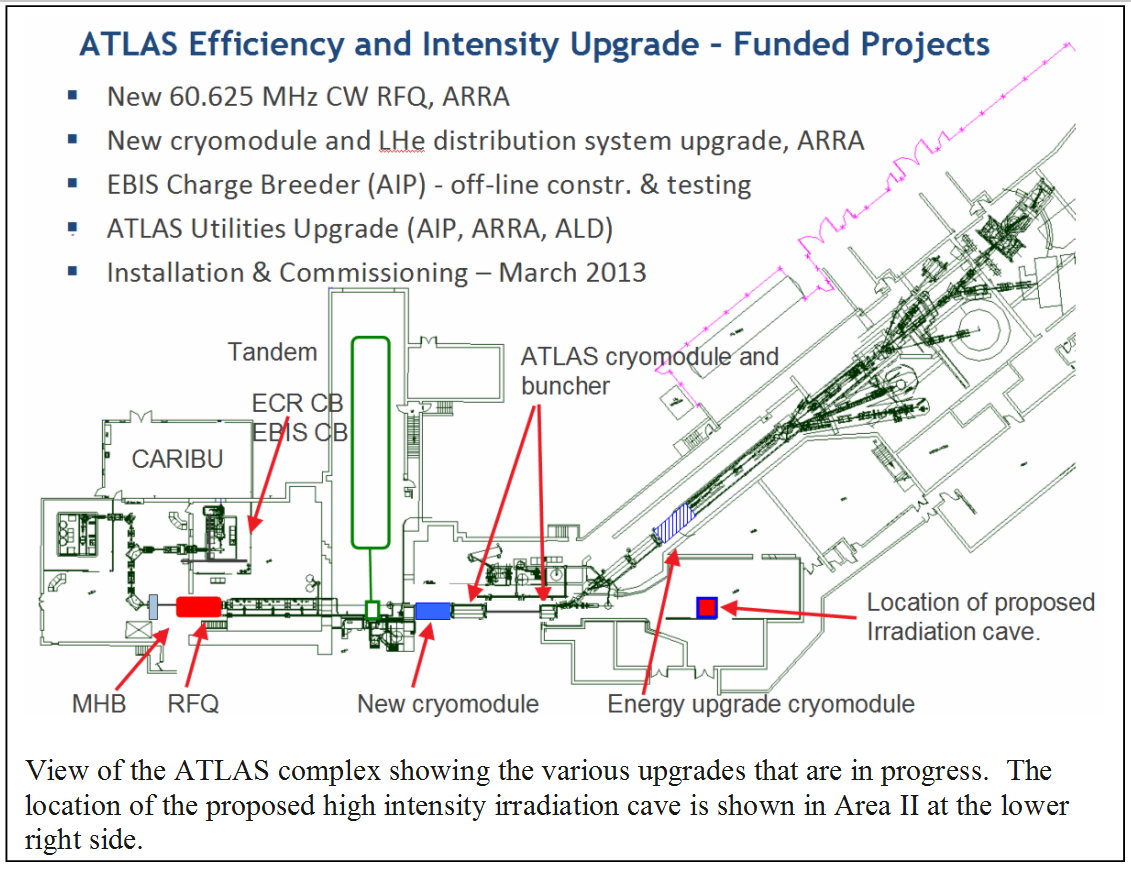 ATLAS Efficiency and Intensity Upgrade – Funded Projects
▪ New 60.625 MHz CW RFQ, ARRA
▪ New cryomodule and LHe distribution system upgrade, ARRA
▪ EBIS Charge Breeder (AIP) - off-line constr. & testing
▪ ATLAS Utilities Upgrade (AIP, ARRA, ALD)
▪ Installation & Commissioning – March 2013
Tandem
ATLAS cryomodule and
buncher
ECR CB
EBIS CB
CARIBU
Location of proposed
Irradiation cave.
MHB
RFQ
New cryomodule
Energy upgrade cryomodule
View of the ATLAS complex showing the various upgrades that are in progress. The
location of the proposed high intensity irradiation cave is shown in Area II at the lower
right side.